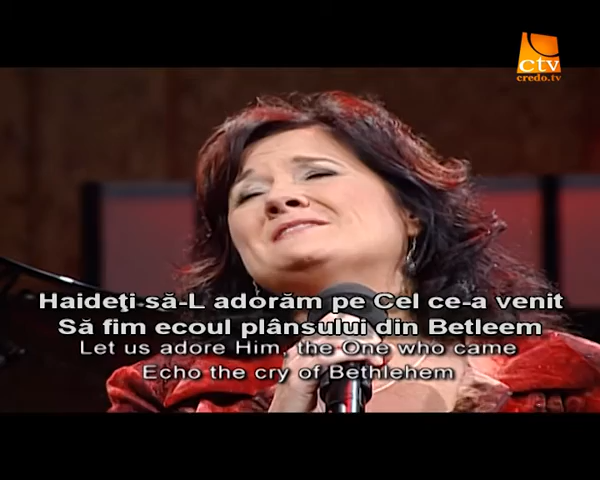 ctv
credo.tv
Haideţi să-L adorăm pe Cel ce-a venit
Să fim ecoul plânsului din Betleem
Let us adore Him, the One who came
Echo the cry of Bethlehem